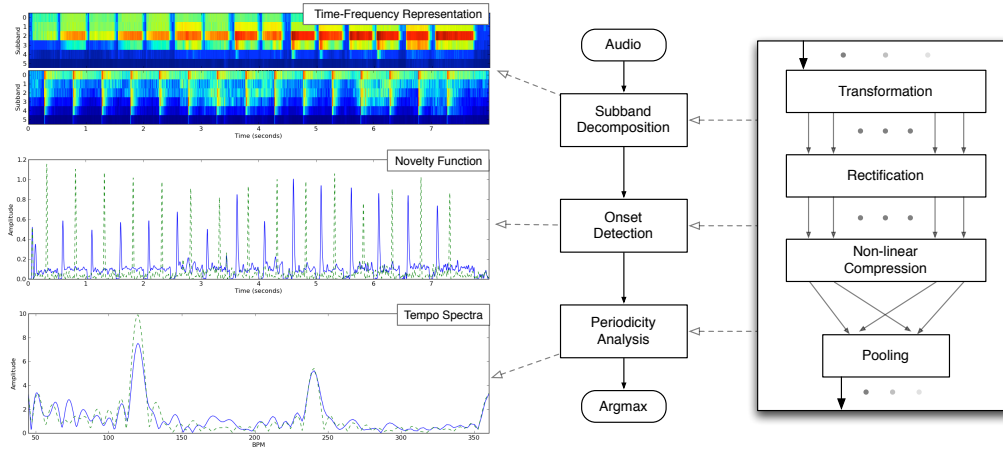 Time-Frequency Representation
Subband
0
1
2
3
4
5
Subband
0
1
2
3
4
5
0 1 2 3 4 5 6 7
Time (seconds)
Novelty Function
Amplitude
1.2
1.0
0.8
0.6
0.4
0.2
0.0
0 1 2 3 4 5 6 7
Time (seconds)
Tempo Spectra
Amplitude
10
8
6
4
2
0
50 100 150 200 250 300 350
BPM
Audio
Subband
Decomposition
Onset
Detection
Periodicity
Analysis
Argmax
Transformation
Rectification
Non-linear
Compression
Pooling